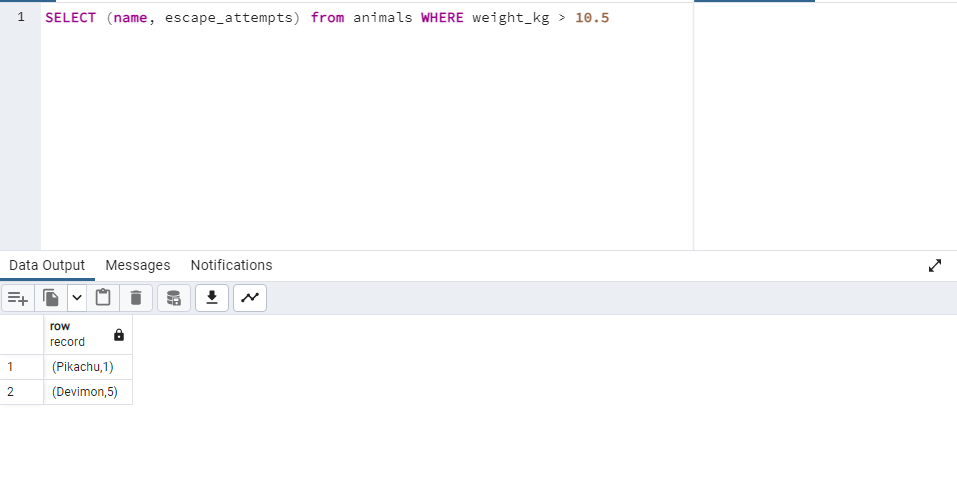 1 SELECT (name, escape_attempts) from animals WHERE weight_kg > 10.5
Data Output Messages Notifications
row
record
1 (Pikachu,1)
2 (Devimon,5)